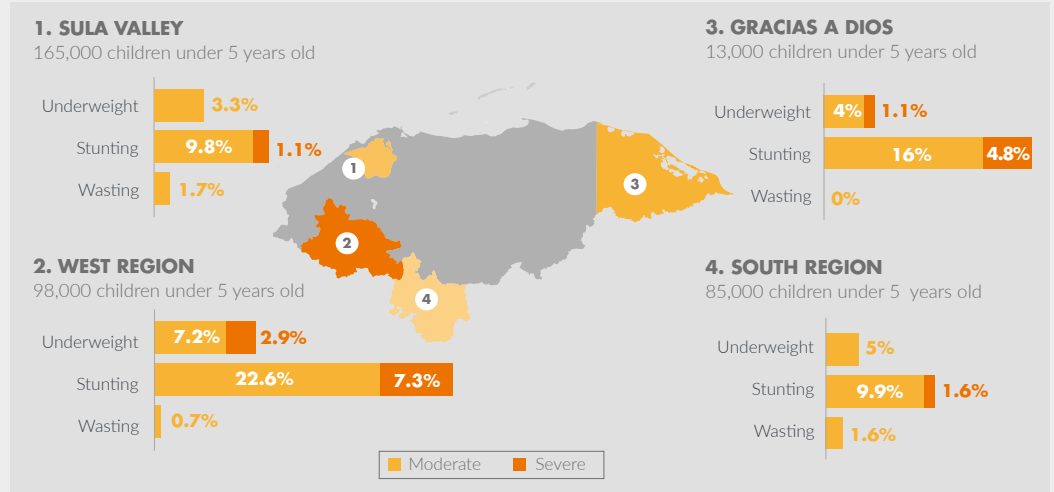 1. SULA VALLEY
165,000 children under 5 years old
Underweight 3.3%
Stunting 9.8% 1.1%
Wasting 1.7%
2. WEST REGION
98,000 children under 5 years old
Underweight 7.2% 2.9%
Stunting 22.6% 7.3%
Wasting 0.7%
3. GRACIAS A DIOS
13,000 children under 5 years old
Underweight 4% 1.1%
Stunting 16% 4.8%
Wasting 0%
4. SOUTH REGION
85,000 children under 5 years old
Underweight 5%
Stunting 9.9% 1.6%
Wasting 1.6%
1
2
3
4
Moderate Severe